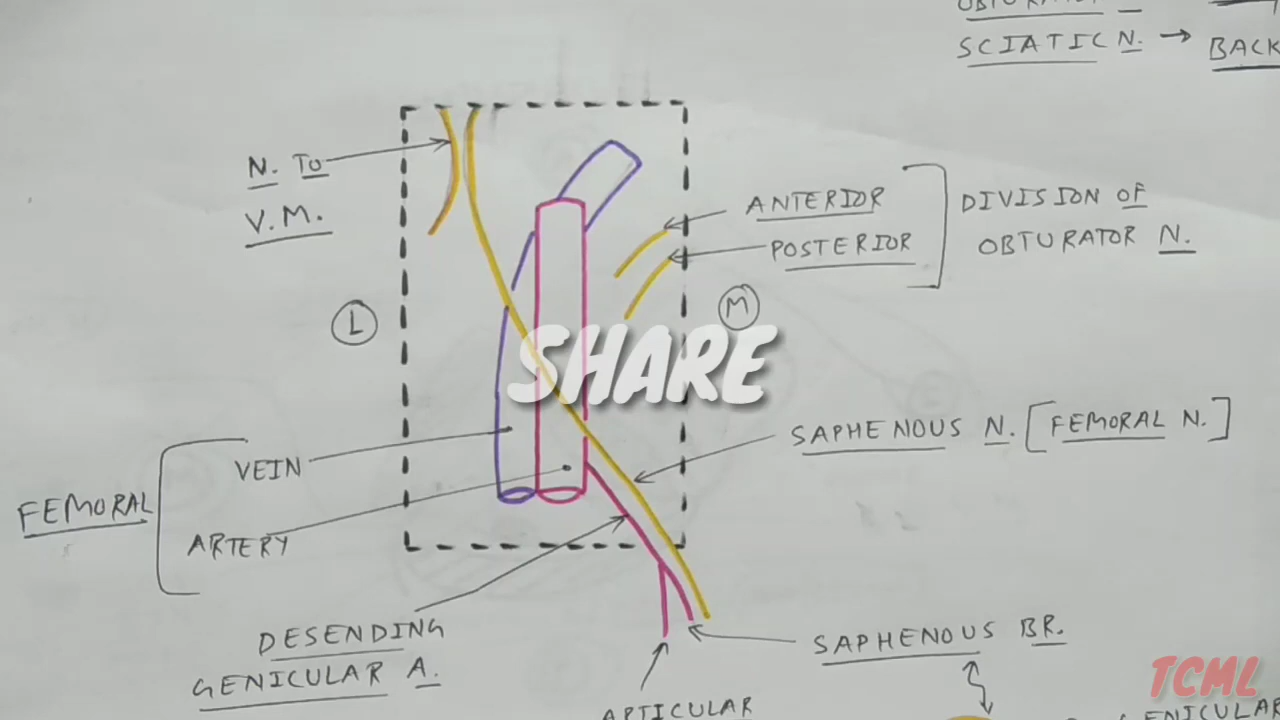 SCIATIC N. → BACK
N. TO
V.M.
ANTERIOR
POSTERIOR
DIVISION OF
OBTURATOR N.
L
M
SHARE
SAPHENOUS N. [FEMORAL N.]
FEMORAL
VEIN
ARTERY
DESENDING
GENICULAR A.
SAPHENOUS BR.
ARTICULAR
TCML